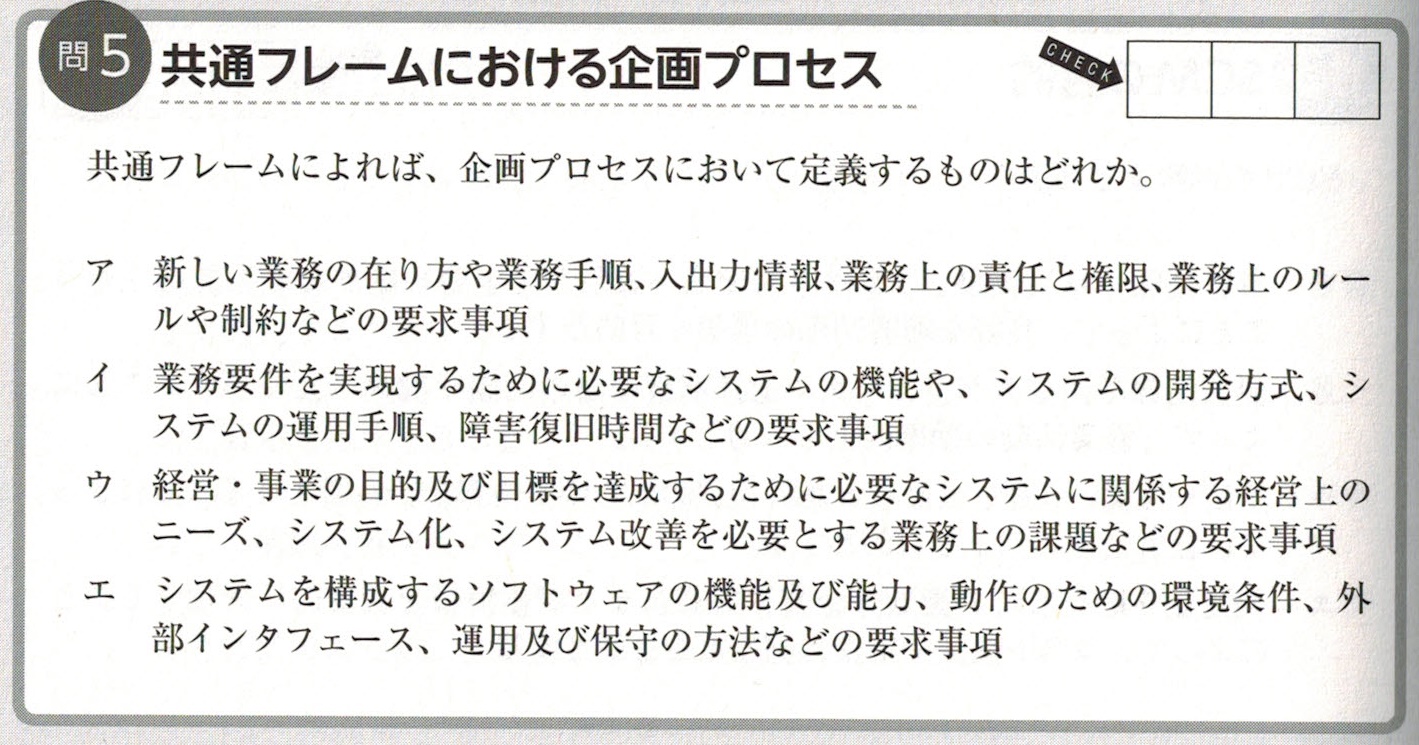 問5 共通フレームにおける企画プロセス
CHECK
共通フレームによれば、企画プロセスにおいて定義するものはどれか。
ア 新しい業務の在り方や業務手順、入出力情報、業務上の責任と権限、業務上のルー
ルや制約などの要求事項
イ 業務要件を実現するために必要なシステムの機能や、システムの開発方式、シ
ステムの運用手順、障害復旧時間などの要求事項
ウ 経営・事業の目的及び目標を達成するために必要なシステムに関係する経営上の
ニーズ、システム化、システム改善を必要とする業務上の課題などの要求事項
エ システムを構成するソフトウェアの機能及び能力、動作のための環境条件、外
部インタフェース、運用及び保守の方法などの要求事項